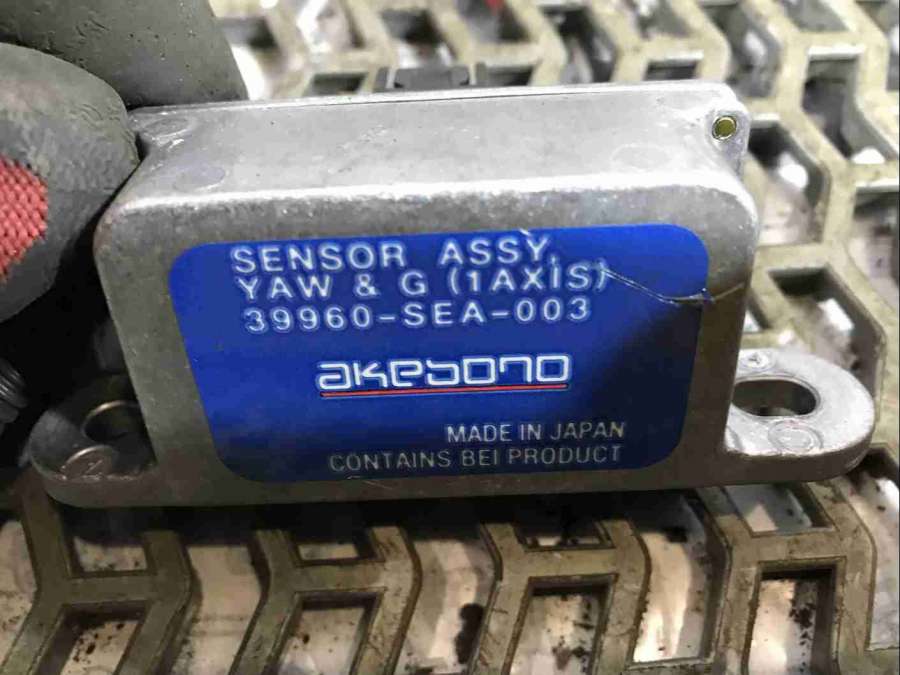 SENSOR ASSY,
YAW & G (1AXIS)
39960-SEA-003
akebono
MADE IN JAPAN
CONTAINS BEI PRODUCT